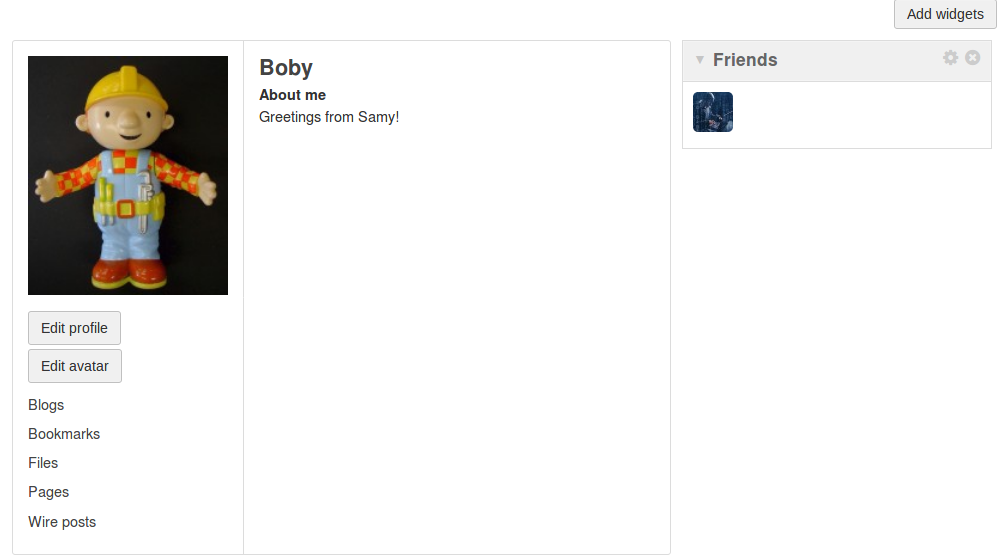 Add widgets
Boby
About me
Greetings from Samy!
Edit profile
Edit avatar
Blogs
Bookmarks
Files
Pages
Wire posts
Friends